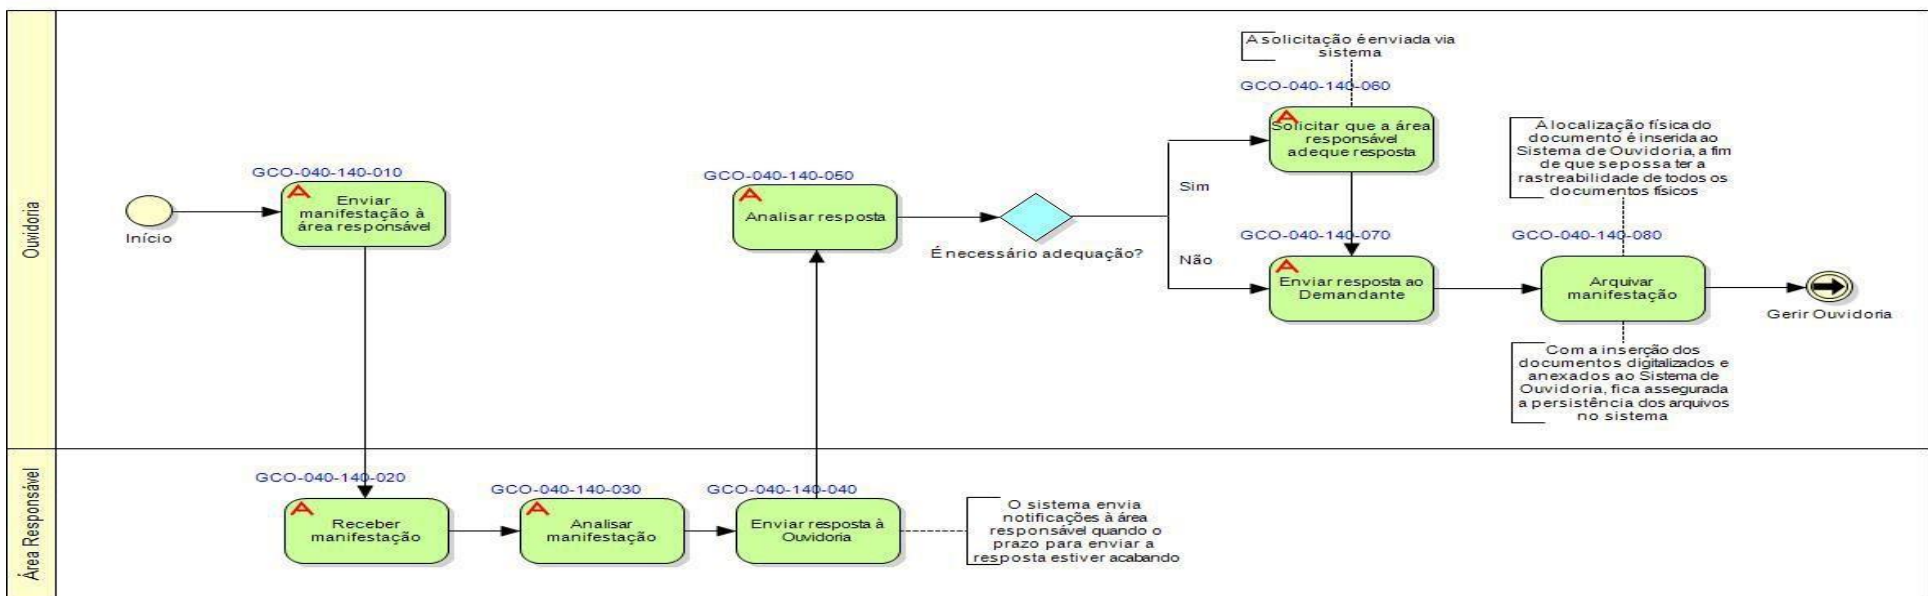 Ouvidoria
A solicitação é enviada via
sistema
GCO-040-140-060
Solicitar que a área
responsável
adeque resposta
A localização física do
documento é inserida ao
Sistema de Ouvidoria, a fim
de que se possa ter a
rastreabilidade de todos os
documentos físicos
GCO-040-140-010
Enviar
manifestação à
área responsável
Início
GCO-040-140-050
Analisar resposta
É necessário adequação?
Sim
Não
GCO-040-140-070
Enviar resposta ao
Demandante
GCO-040-140-080
Arquivar
manifestação
Gerir Ouvidoria
Com a inserção dos
documentos digitalizados e
anexados ao Sistema de
Ouvidoria, fica assegurada
a persistência dos arquivos
no sistema
Área Responsável
GCO-040-140-020
Receber
manifestação
GCO-040-140-030
Analisar
manifestação
GCO-040-140-040
Enviar resposta à
Ouvidoria
O sistema envia
notificações à área
responsável quando o
prazo para enviar a
resposta estiver acabando